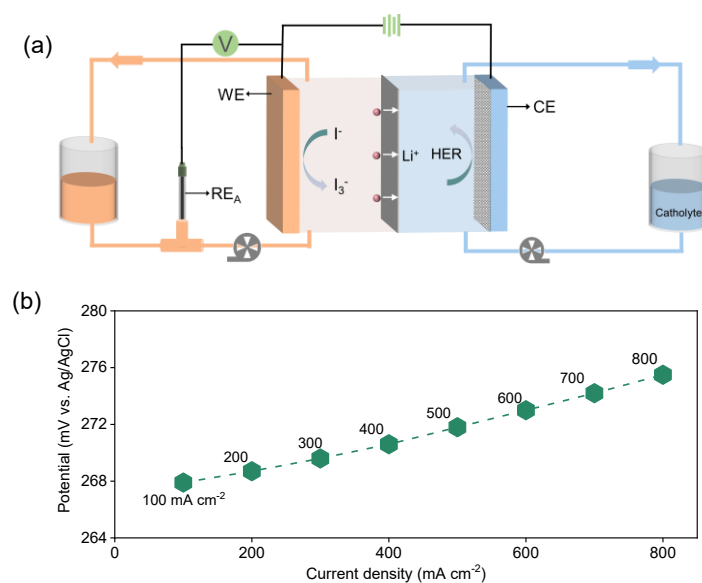 (a)
V
WE
CE
I⁻
I₃⁻
Li⁺
HER
REA
Catholyte
(b)
Potential (mV vs. Ag/AgCl)
280
276
272
268
264
100 mA cm⁻²
200
300
400
500
600
700
800
0
200
400
600
800
Current density (mA cm⁻²)